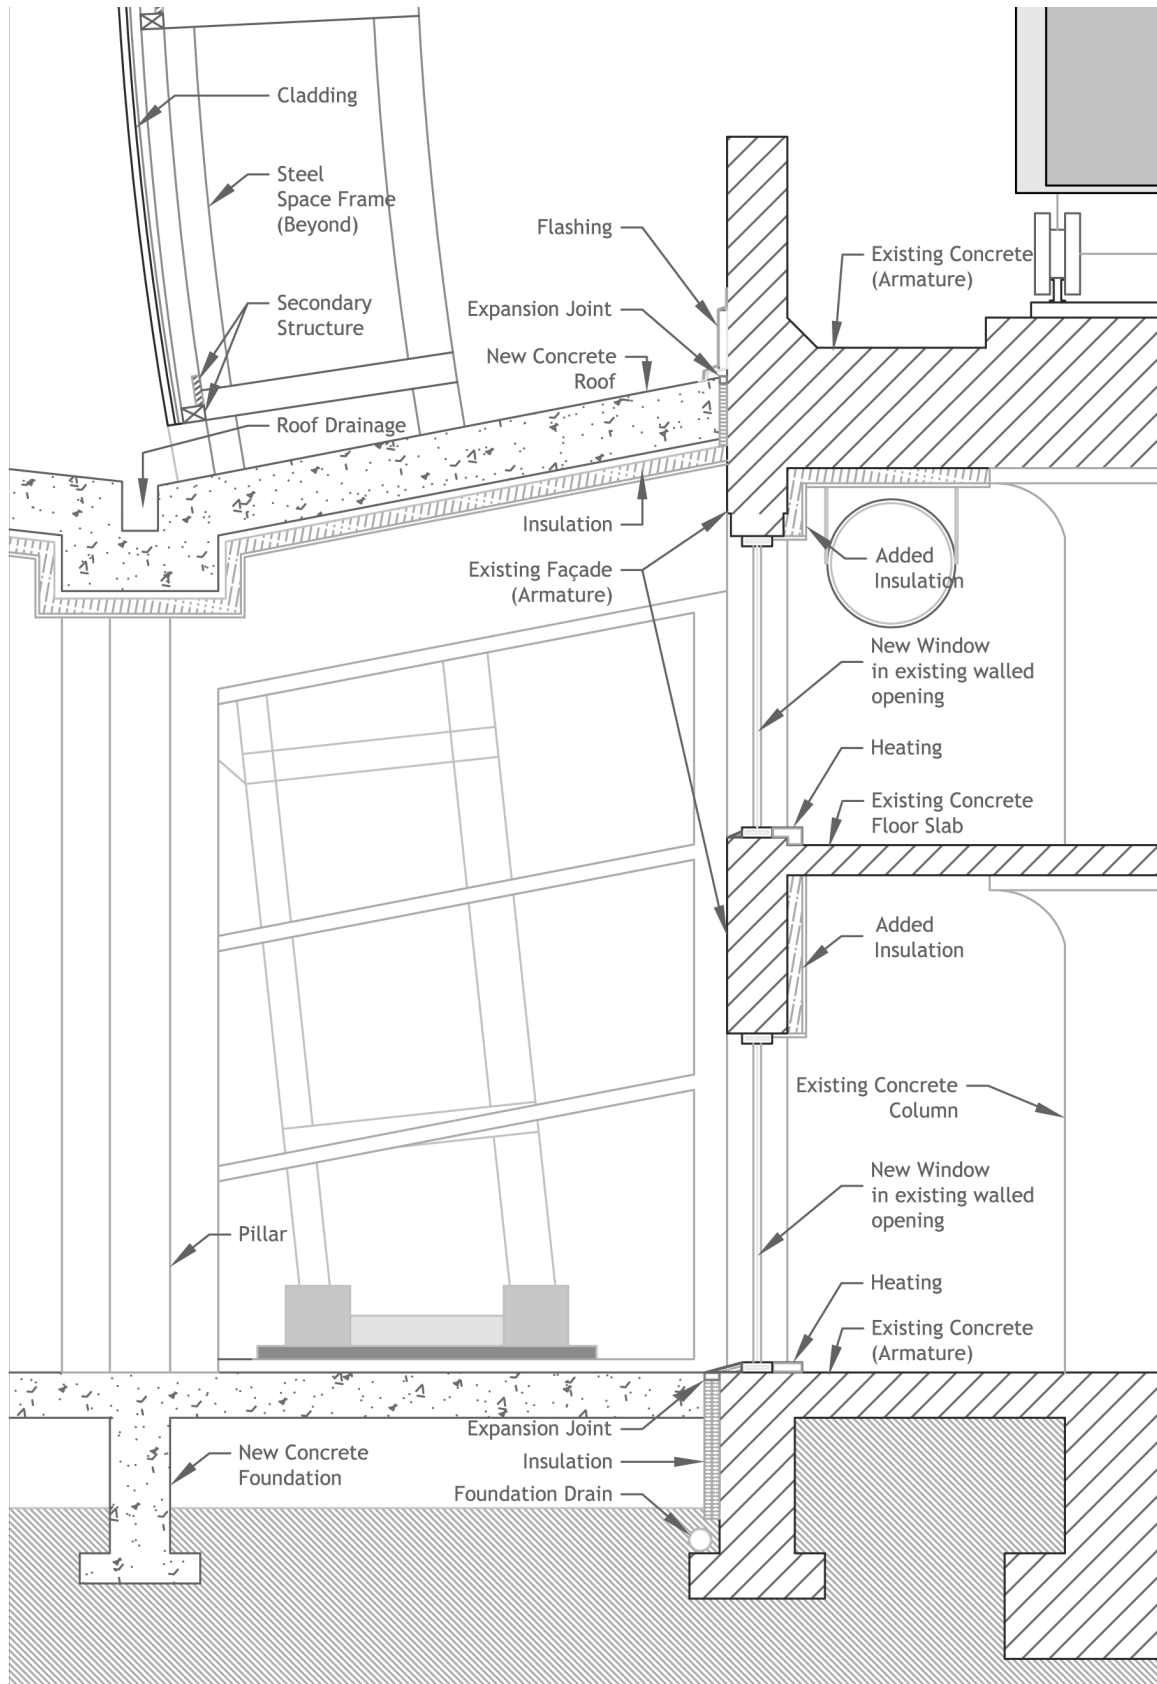 Cladding
Steel
Space Frame
(Beyond)
Flashing
Existing Concrete
(Armature)
Secondary
Structure
Expansion Joint
New Concrete
Roof
Roof Drainage
Insulation
Added
Insulation
Existing Façade
(Armature)
New Window
in existing walled
opening
Heating
Existing Concrete
Floor Slab
Added
Insulation
Existing Concrete
Column
New Window
in existing walled
opening
Pillar
Heating
Existing Concrete
(Armature)
Expansion Joint
New Concrete
Foundation
Insulation
Foundation Drain